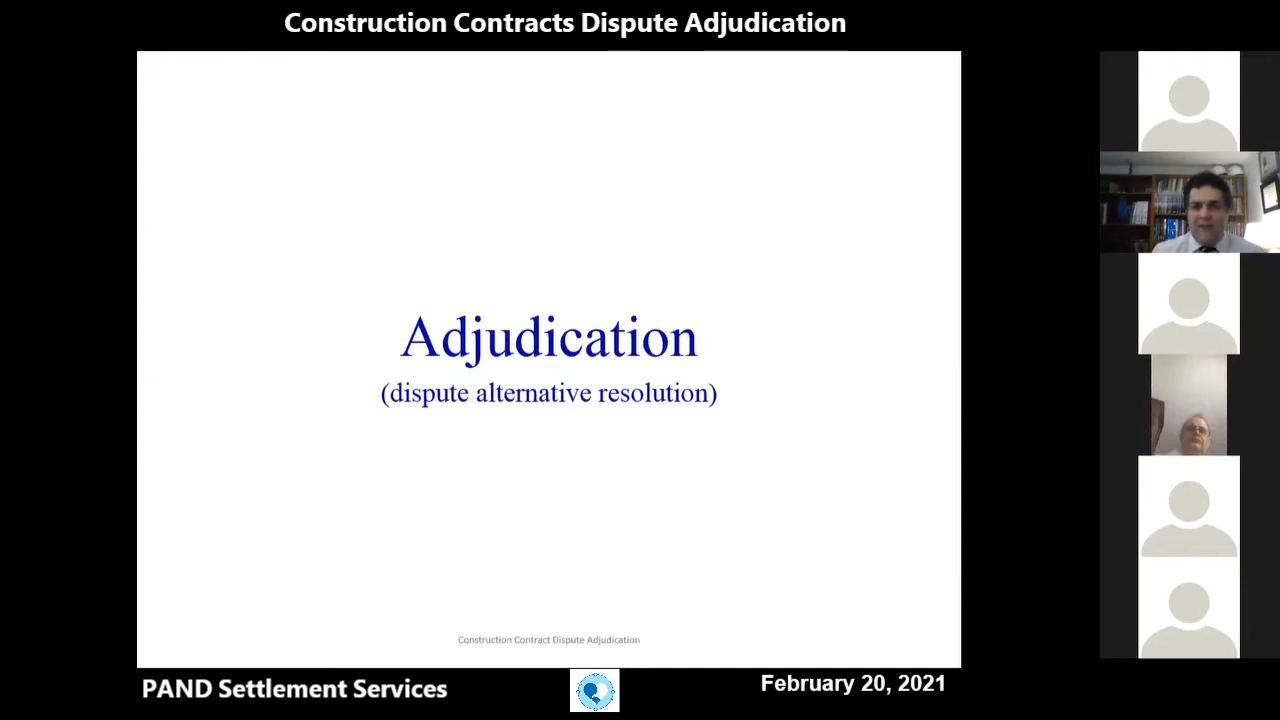 Construction Contracts Dispute Adjudication
Adjudication
(dispute alternative resolution)
Construction Contract Dispute Adjudication
PAND Settlement Services
February 20, 2021